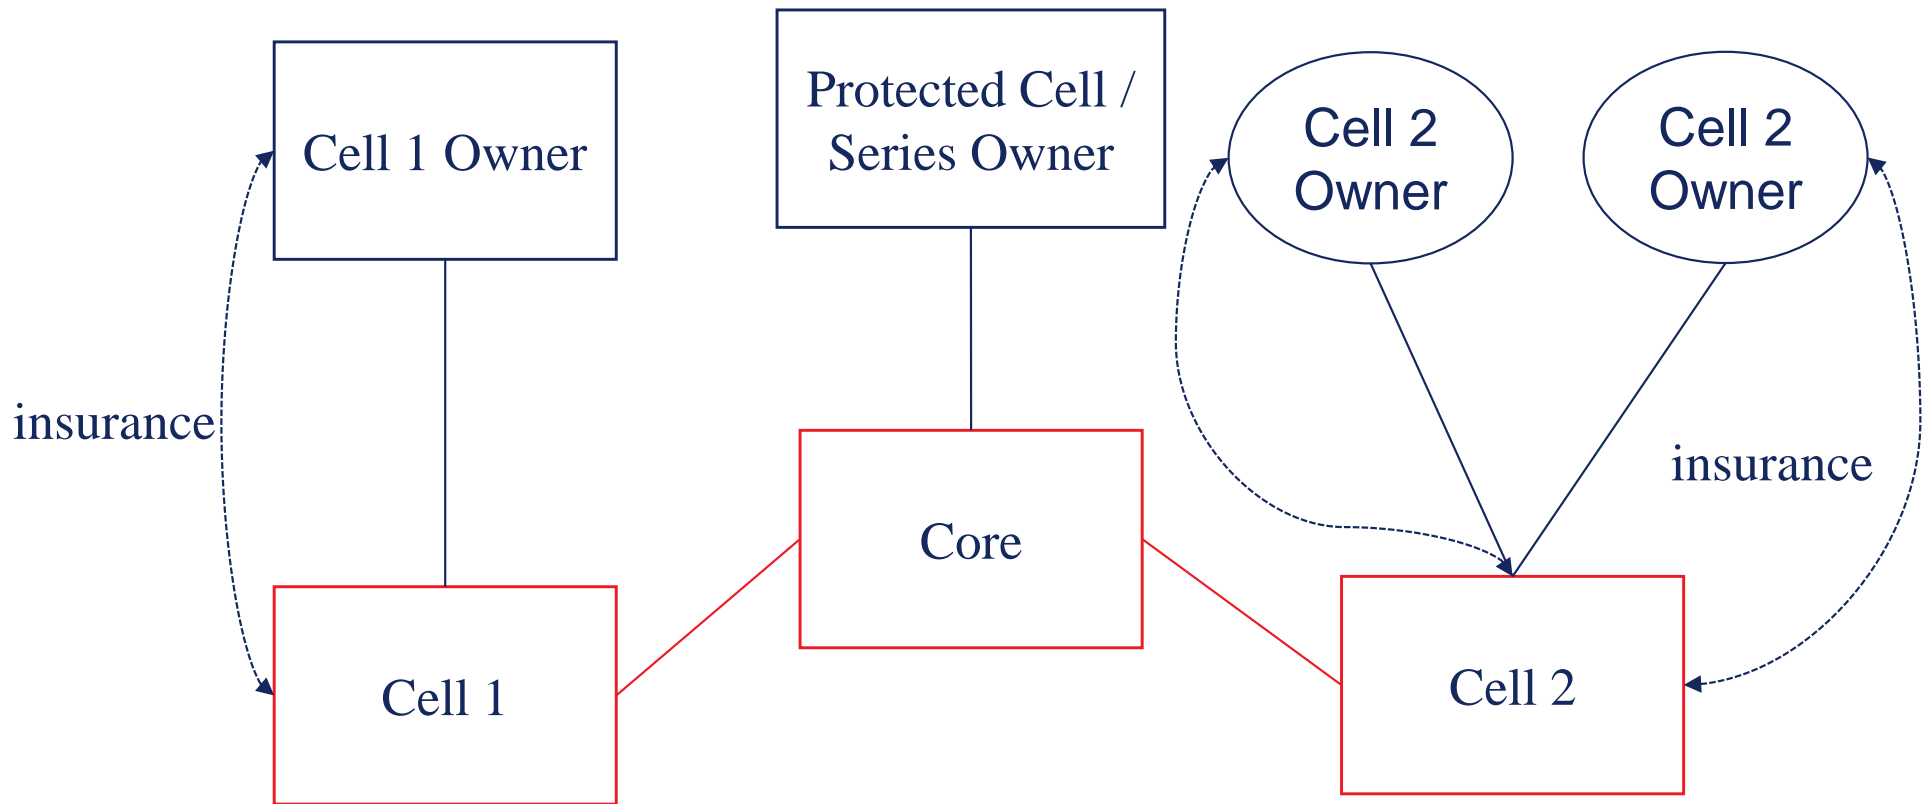 Protected Cell /
Series Owner
Cell 1 Owner
Cell 2
Owner
Cell 2
Owner
insurance
insurance
Core
Cell 1
Cell 2